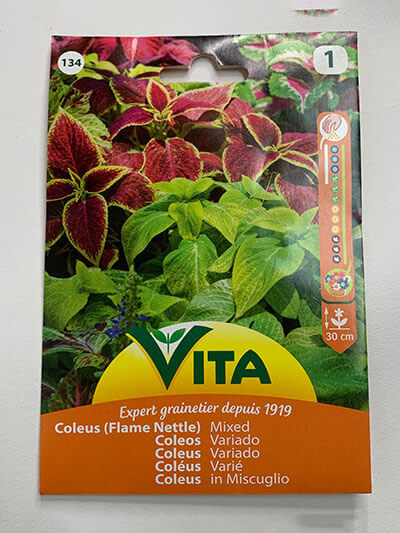 134
1
30 cm
VITA
Expert grainetier depuis 1919
Coleus (Flame Nettle) Mixed
Coleos Variado
Coleus Variado
Coléus Varié
Coleus in Miscuglio